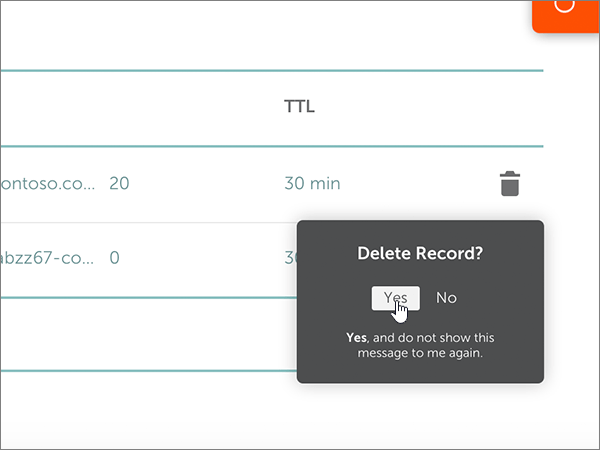 TTL
ontoso.co... 20 30 min
abzz67-co... 0 30
Delete Record?
Yes No
Yes, and do not show this
message to me again.